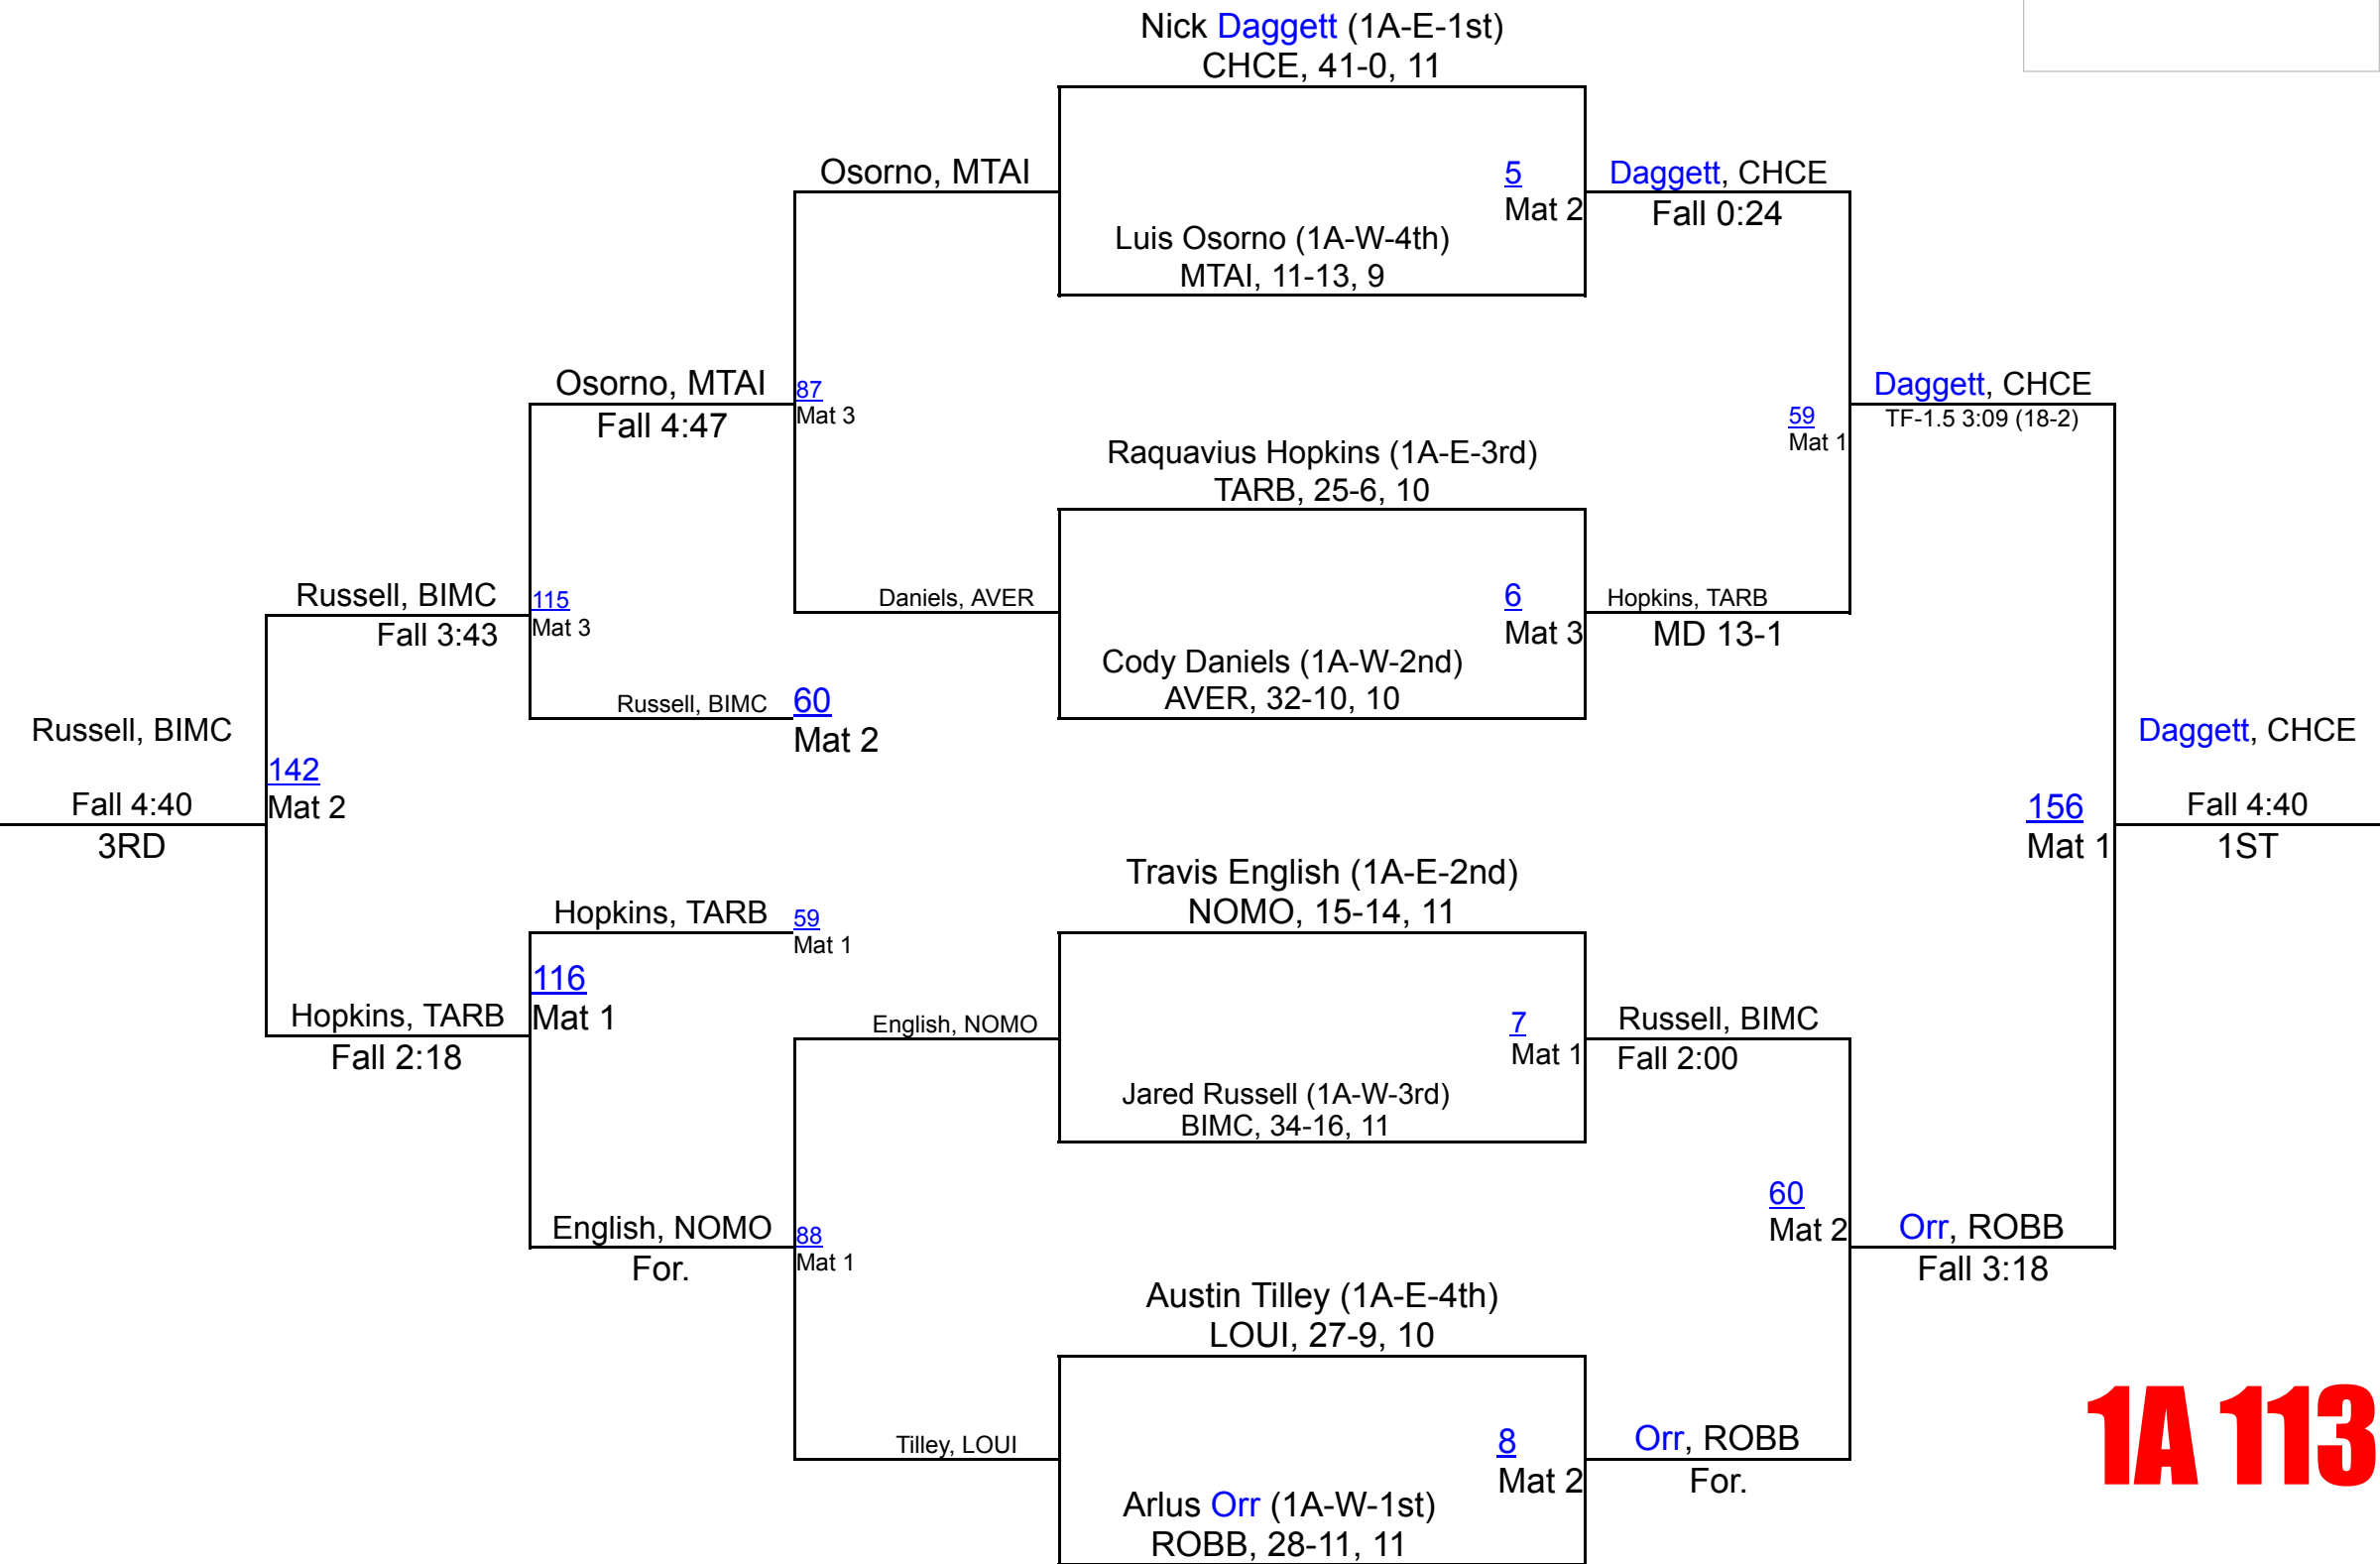 Nick Daggett (1A-E-1st)
CHCE, 41-0, 11
Osorno, MTAI
5
Mat 2
Daggett, CHCE
Fall 0:24
Luis Osorno (1A-W-4th)
MTAI, 11-13, 9
Osorno, MTAI
Fall 4:47
87
Mat 3
59
Mat 1
Daggett, CHCE
TF-1.5 3:09 (18-2)
Raquavius Hopkins (1A-E-3rd)
TARB, 25-6, 10
Russell, BIMC
Fall 3:43
115
Mat 3
Daniels, AVER
6
Mat 3
Hopkins, TARB
MD 13-1
Cody Daniels (1A-W-2nd)
AVER, 32-10, 10
Russell, BIMC
60
Mat 2
Russell, BIMC
Fall 4:40
3RD
142
Mat 2
Daggett, CHCE
156
Mat 1
Fall 4:40
1ST
Hopkins, TARB
59
Mat 1
Travis English (1A-E-2nd)
NOMO, 15-14, 11
Hopkins, TARB
Fall 2:18
116
Mat 1
English, NOMO
7
Mat 1
Russell, BIMC
Fall 2:00
Jared Russell (1A-W-3rd)
BIMC, 34-16, 11
English, NOMO
For.
88
Mat 1
60
Mat 2
Orr, ROBB
Fall 3:18
Austin Tilley (1A-E-4th)
LOUI, 27-9, 10
Tilley, LOUI
8
Mat 2
Orr, ROBB
For.
Arlus Orr (1A-W-1st)
ROBB, 28-11, 11
1A 113